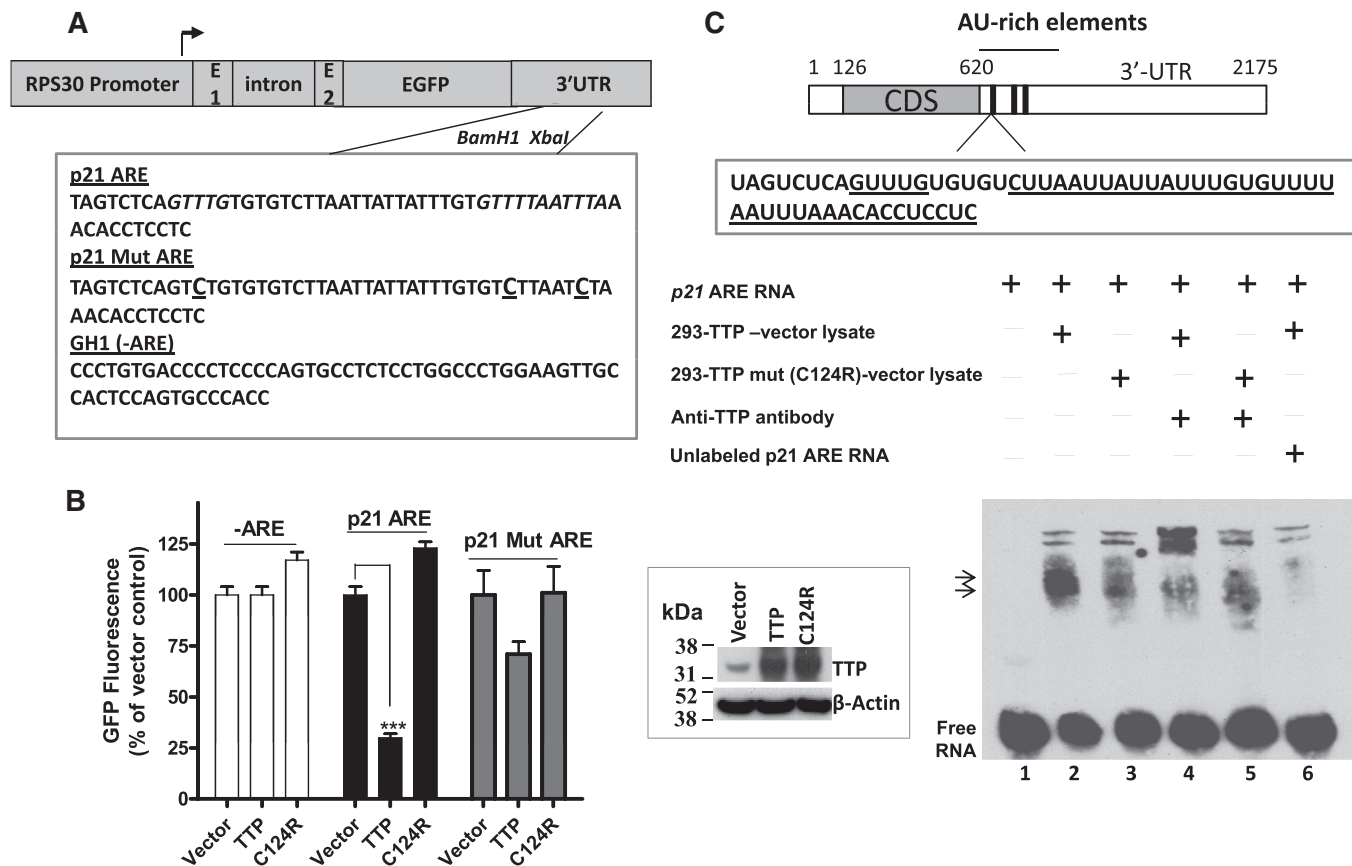 A
RPS30 Promoter E1 intron E2 EGFP 3'UTR
BamH1 XbaI
p21 ARE
TAGTCTCAGTTTGTGTGTCTTAATTATTATTTGTGTTTTAATTTAA
ACACCTCCTC
p21 Mut ARE
TAGTCTCAGTCTGTGTGTCTTAATTATTATTTGTGTCTTAATCTA
AACACCTCCTC
GH1 (-ARE)
CCCTGTGACCCCTCCCCAGTGCCTCTCCTGGCCCTGGAAGTTGC
CACTCCAGTGCCCACC
B
GFP Fluorescence
(% of vector control)
125
100
75
50
25
0
-ARE
p21 ARE
p21 Mut ARE
***
Vector TTP C124R Vector TTP C124R Vector TTP C124R
kDa
Vector TTP C124R
38
31
TTP
52
38
β-Actin
C
AU-rich elements
1 126 620 3'-UTR 2175
CDS
UAGUCUCAGUUUGUGUGUCUUAAUUAUUAUUUGUGUUUU
AAUUUAAACACCUCCUC
p21 ARE RNA + + + + + +
293-TTP –vector lysate — + — + — +
293-TTP mut (C124R)-vector lysate — — + — + —
Anti-TTP antibody — — — + + —
Unlabeled p21 ARE RNA — — — — — +
Free
RNA
1 2 3 4 5 6